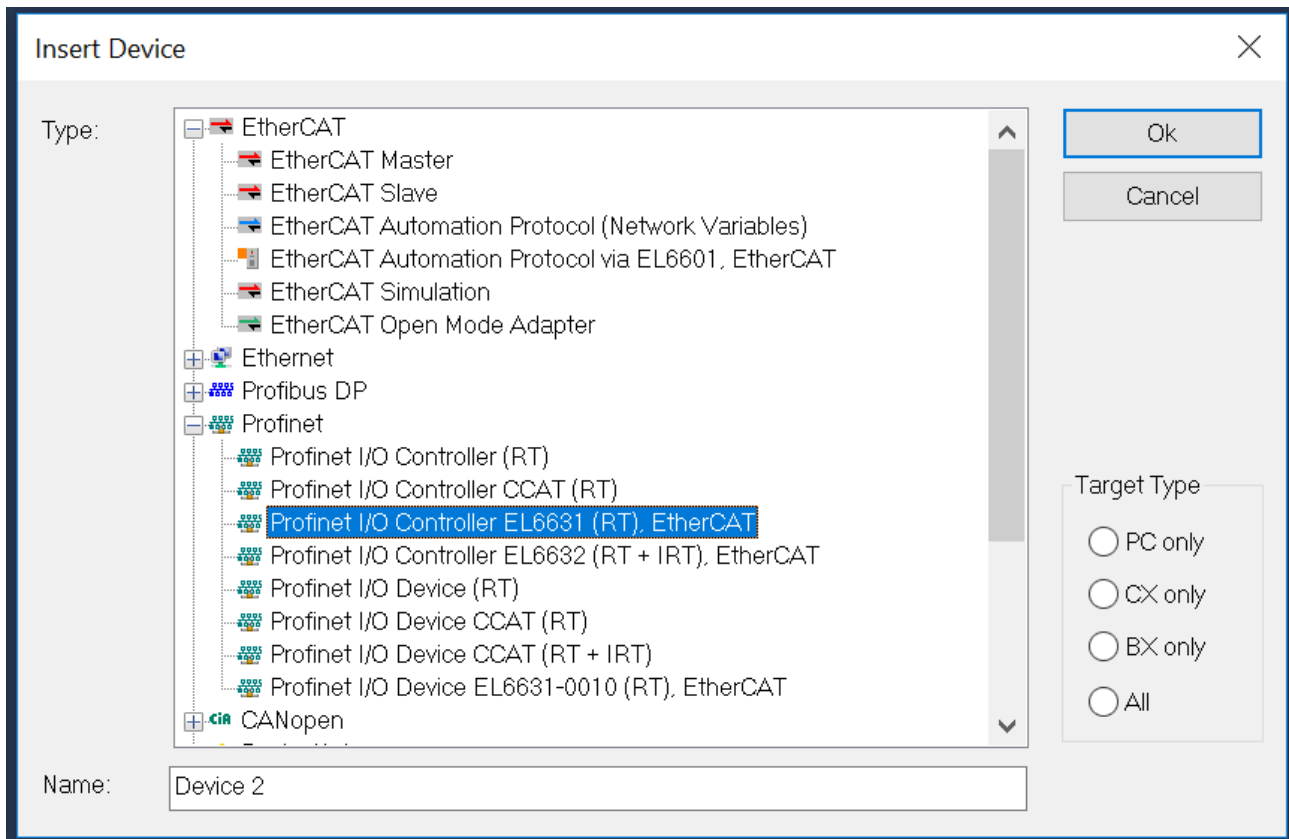 Insert Device
Type:
EtherCAT
EtherCAT Master
EtherCAT Slave
EtherCAT Automation Protocol (Network Variables)
EtherCAT Automation Protocol via EL6601, EtherCAT
EtherCAT Simulation
EtherCAT Open Mode Adapter
Ethernet
Profibus DP
Profinet
Profinet I/O Controller (RT)
Profinet I/O Controller CCAT (RT)
Profinet I/O Controller EL6631 (RT), EtherCAT
Profinet I/O Controller EL6632 (RT + IRT), EtherCAT
Profinet I/O Device (RT)
Profinet I/O Device CCAT (RT)
Profinet I/O Device CCAT (RT + IRT)
Profinet I/O Device EL6631-0010 (RT), EtherCAT
CiA CANopen
Ok
Cancel
Target Type
PC only
CX only
BX only
All
Name:
Device 2